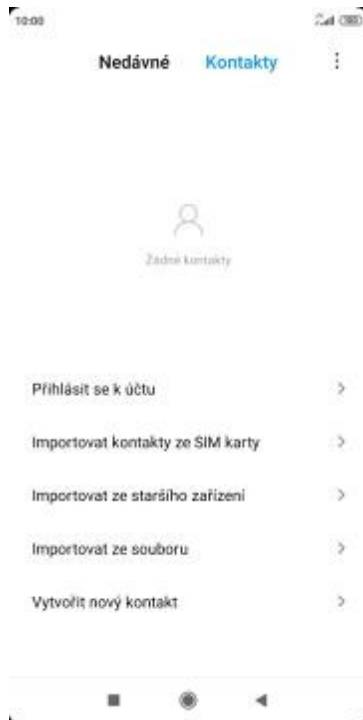 10:00
Nedávné Kontakty
Žádné kontakty
Přihlásit se k účtu
Importovat kontakty ze SIM karty
Importovat ze staršího zařízení
Importovat ze souboru
Vytvořit nový kontakt